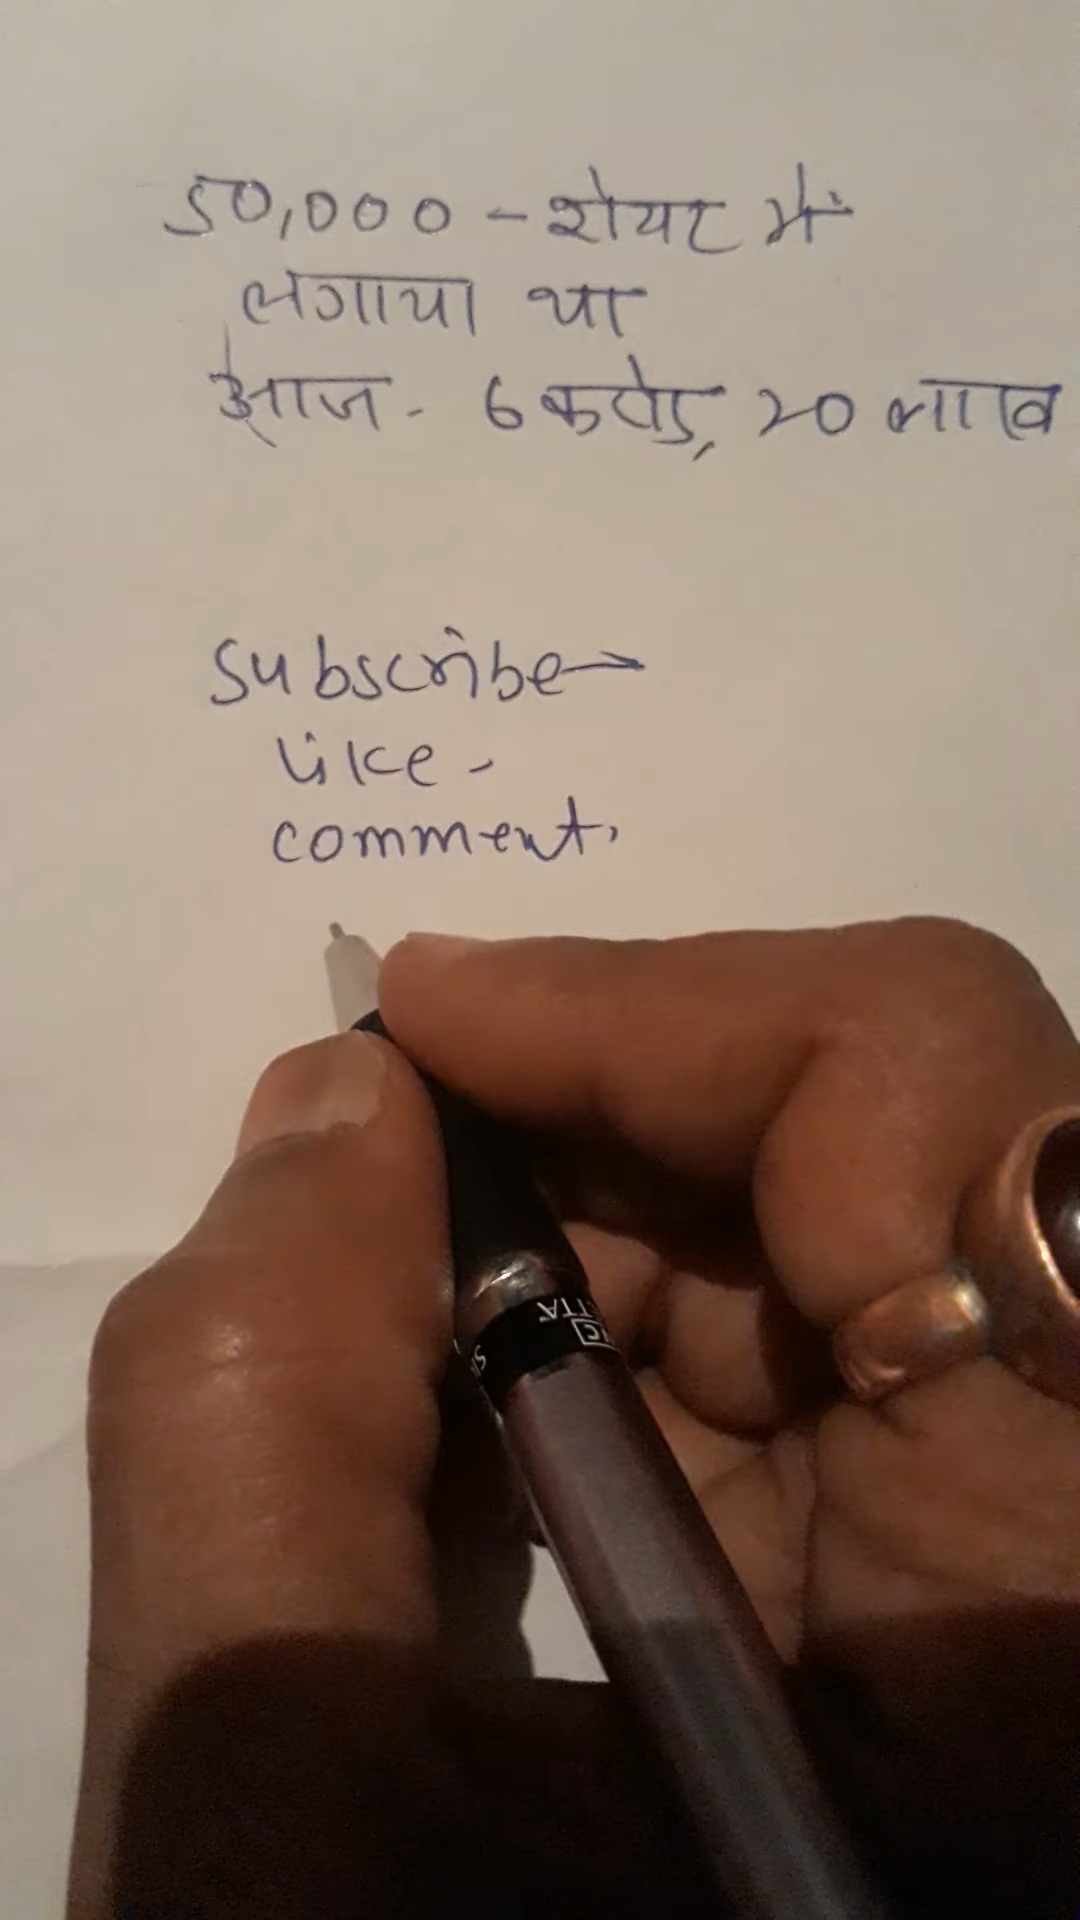 50,000 - शेयर में
लगाया था
आज - 6 करोड़, 20 लाख
Subscribe→
like -
comment,